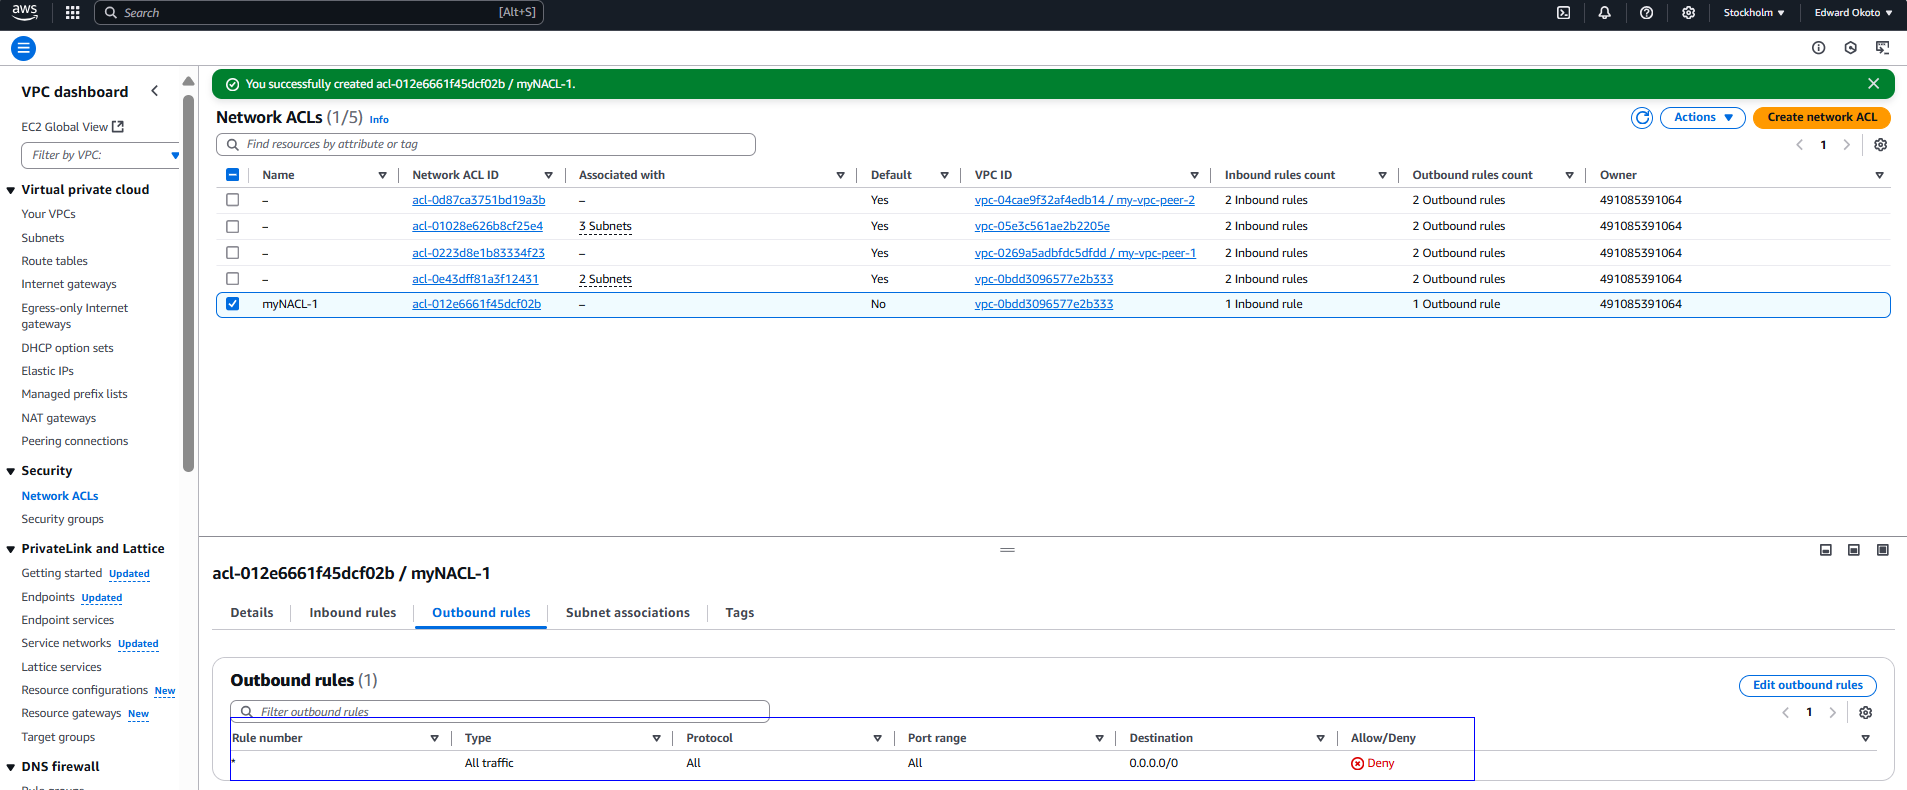 aws Search [Alt+S] Stockholm Edward Okoto
VPC dashboard
EC2 Global View
Filter by VPC:
Virtual private cloud
Your VPCs
Subnets
Route tables
Internet gateways
Egress-only Internet
gateways
DHCP option sets
Elastic IPs
Managed prefix lists
NAT gateways
Peering connections
Security
Network ACLs
Security groups
PrivateLink and Lattice
Getting started Updated
Endpoints Updated
Endpoint services
Service networks Updated
Lattice services
Resource configurations New
Resource gateways New
Target groups
DNS firewall
Rule groups
You successfully created acl-012e6661f45dcf02b / myNACL-1.
Network ACLs (1/5) Info Actions Create network ACL
Find resources by attribute or tag 1
Name Network ACL ID Associated with Default VPC ID Inbound rules count Outbound rules count Owner
– acl-0d87ca3751bd19a3b – Yes vpc-04cae9f32af4edb14 / my-vpc-peer-2 2 Inbound rules 2 Outbound rules 491085391064
– acl-01028e626b8cf25e4 3 Subnets Yes vpc-05e3c561ae2b2205e 2 Inbound rules 2 Outbound rules 491085391064
– acl-0223d8e1b83334f23 – Yes vpc-0269a5adbfdc5dfdd / my-vpc-peer-1 2 Inbound rules 2 Outbound rules 491085391064
– acl-0e43dff81a3f12431 2 Subnets Yes vpc-0bdd3096577e2b333 2 Inbound rules 2 Outbound rules 491085391064
myNACL-1 acl-012e6661f45dcf02b – No vpc-0bdd3096577e2b333 1 Inbound rule 1 Outbound rule 491085391064
acl-012e6661f45dcf02b / myNACL-1
Details Inbound rules Outbound rules Subnet associations Tags
Outbound rules (1) Edit outbound rules
Filter outbound rules 1
Rule number Type Protocol Port range Destination Allow/Deny
* All traffic All All 0.0.0.0/0 Deny